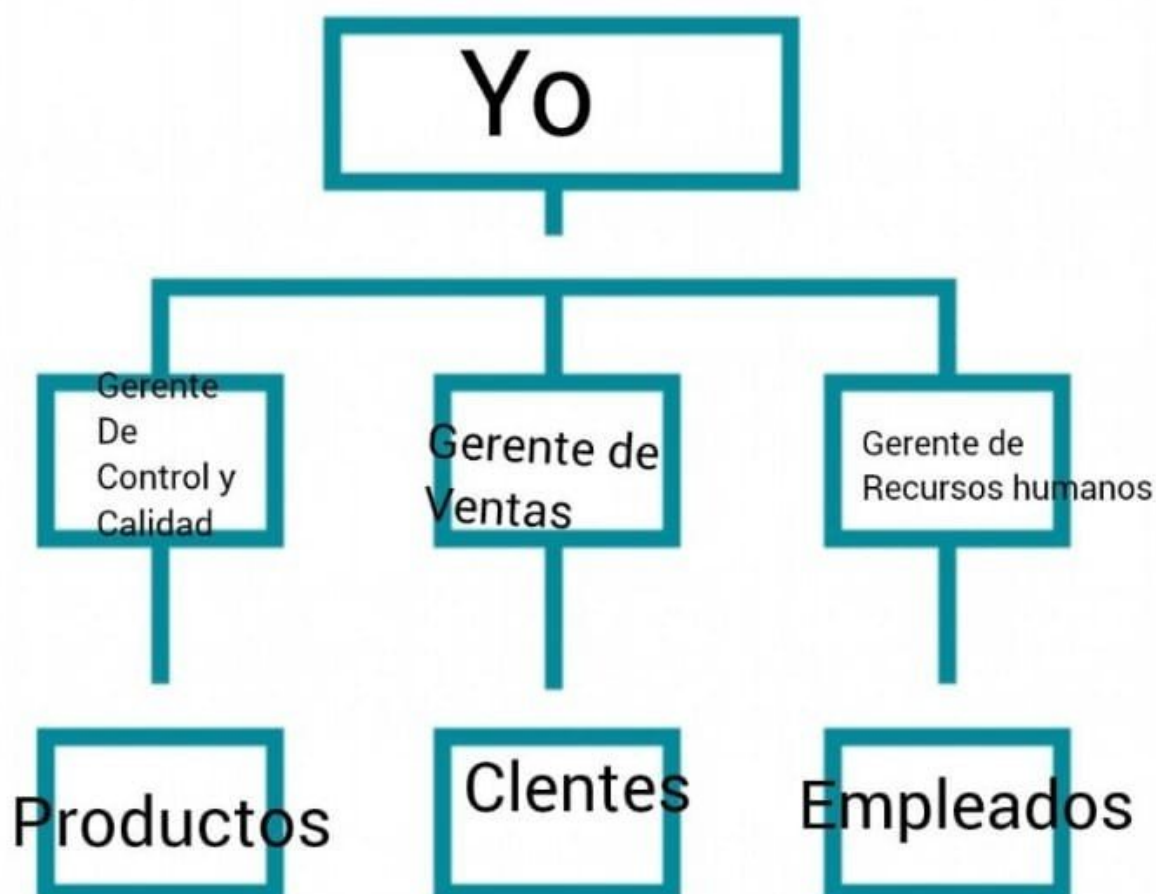 Yo
Gerente
De
Control y
Calidad
Gerente de
Ventas
Gerente de
Recursos humanos
Productos
Clentes
Empleados